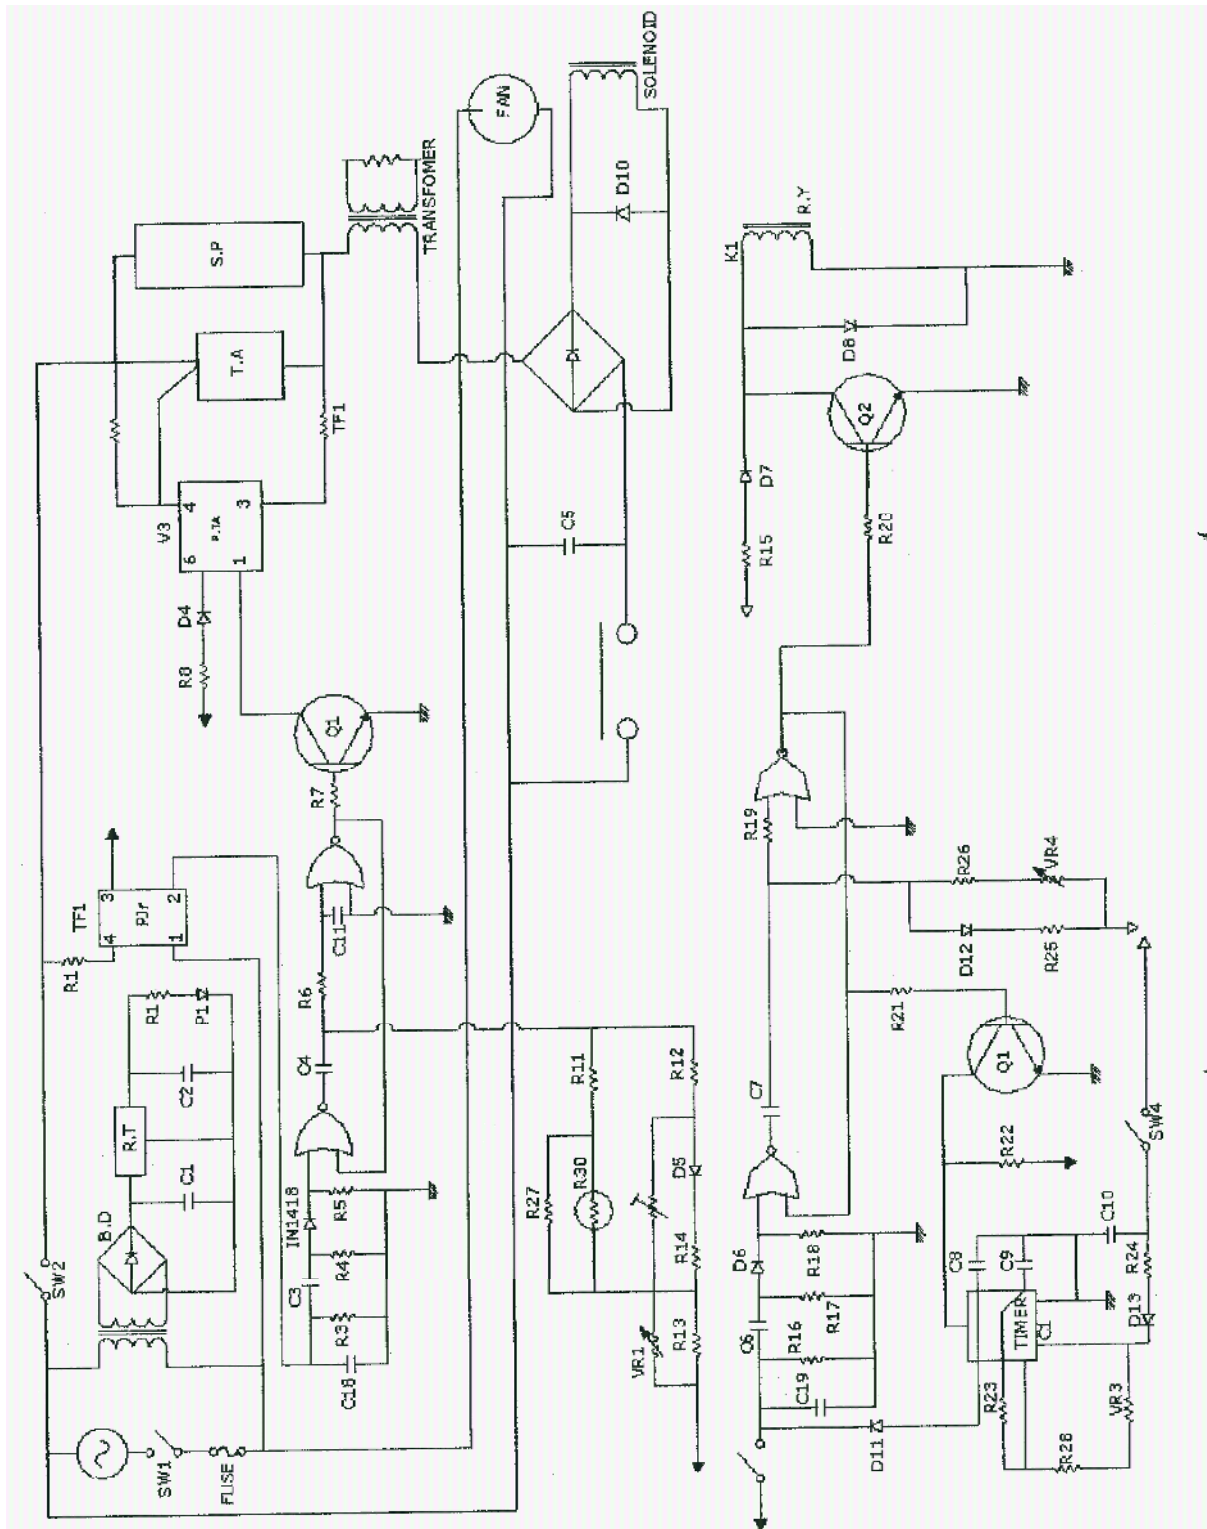 SW1
FUSE
SW2
B.D
C1
R.T
C2
R1
P1
R1
TF1
4
3
PJr
1
2
R8
D4
V3
6
4
P.TA
1
3
TF1
T.A
S.P
TRANSFOMER
C18
R3
C3
R4
IN1418
R5
C4
R6
C11
R7
Q1
FAN
SOLENOID
D10
C5
VR1
R13
R27
R30
R14
D5
R11
R12
C19
R16
C6
R17
D6
R18
C7
R19
R15
D7
K1
R.Y
D8
R20
Q2
D11
R23
TIMER
C1
C8
C9
R22
Q1
R21
D12
R25
R26
VR4
R28
VR3
D13
R24
C10
SW4